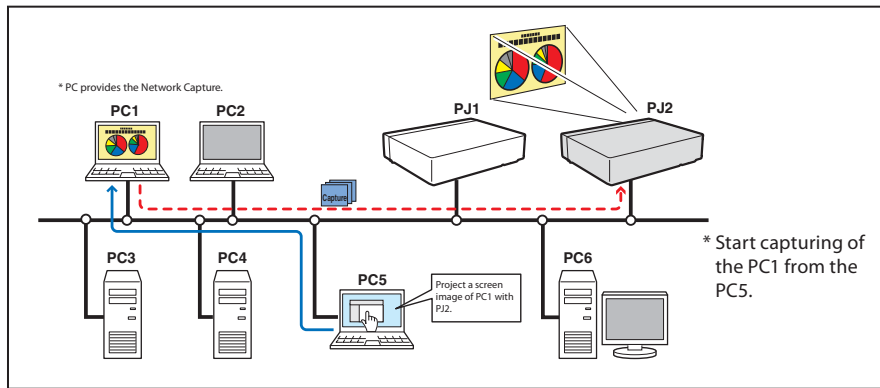 * PC provides the Network Capture.
PC1
PC2
PJ1
PJ2
Capture
PC3
PC4
PC5
Project a screen
image of PC1 with
PJ2.
PC6
* Start capturing of
the PC1 from the
PC5.